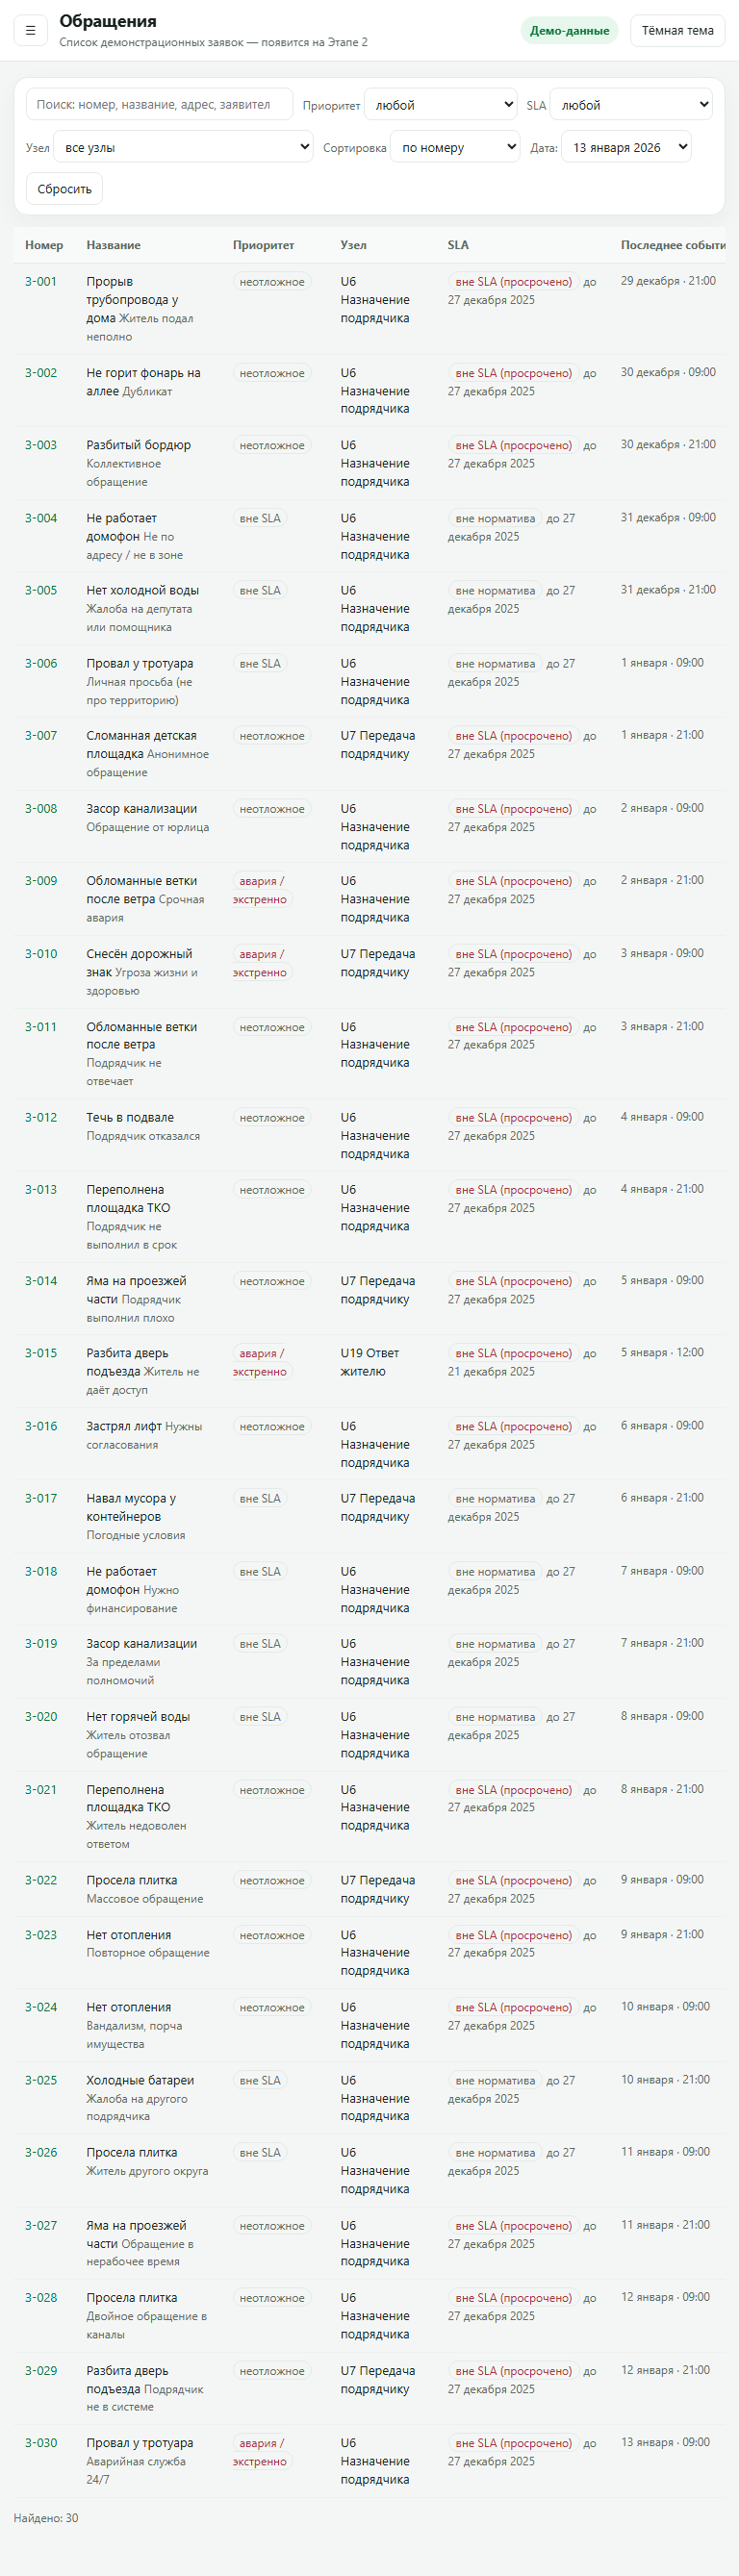 ☰
Обращения
Список демонстрационных заявок — появится на Этапе 2
Демо-данные
Тёмная тема
Поиск: номер, название, адрес, заявител
Приоритет любой
SLA любой
Узел все узлы
Сортировка по номеру
Дата: 13 января 2026
Сбросить
Номер Название Приоритет Узел SLA Последнее событи
З-001 Прорыв неотложное U6 вне SLA (просрочено) до 29 декабря · 21:00
трубопровода у Назначение 27 декабря 2025
дома Житель подал подрядчика
неполно
З-002 Не горит фонарь на неотложное U6 вне SLA (просрочено) до 30 декабря · 09:00
аллее Дубликат Назначение 27 декабря 2025
подрядчика
З-003 Разбитый бордюр неотложное U6 вне SLA (просрочено) до 30 декабря · 21:00
Коллективное Назначение 27 декабря 2025
обращение подрядчика
З-004 Не работает вне SLA U6 вне норматива до 27 31 декабря · 09:00
домофон Не по Назначение декабря 2025
адресу / не в зоне подрядчика
З-005 Нет холодной воды вне SLA U6 вне норматива до 27 31 декабря · 21:00
Жалоба на депутата Назначение декабря 2025
или помощника подрядчика
З-006 Провал у тротуара вне SLA U6 вне норматива до 27 1 января · 09:00
Личная просьба (не Назначение декабря 2025
про территорию) подрядчика
З-007 Сломанная детская неотложное U7 Передача вне SLA (просрочено) до 1 января · 21:00
площадка Анонимное подрядчику 27 декабря 2025
обращение
З-008 Засор канализации неотложное U6 вне SLA (просрочено) до 2 января · 09:00
Обращение от юрлица Назначение 27 декабря 2025
подрядчика
З-009 Обломанные ветки авария / U6 вне SLA (просрочено) до 2 января · 21:00
после ветра Срочная экстренно Назначение 27 декабря 2025
авария подрядчика
З-010 Снесён дорожный авария / U7 Передача вне SLA (просрочено) до 3 января · 09:00
знак Угроза жизни и экстренно подрядчику 27 декабря 2025
здоровью
З-011 Обломанные ветки неотложное U6 вне SLA (просрочено) до 3 января · 21:00
после ветра Назначение 27 декабря 2025
Подрядчик не подрядчика
отвечает
З-012 Течь в подвале неотложное U6 вне SLA (просрочено) до 4 января · 09:00
Подрядчик отказался Назначение 27 декабря 2025
подрядчика
З-013 Переполнена неотложное U6 вне SLA (просрочено) до 4 января · 21:00
площадка ТКО Назначение 27 декабря 2025
Подрядчик не подрядчика
выполнил в срок
З-014 Яма на проезжей неотложное U7 Передача вне SLA (просрочено) до 5 января · 09:00
части Подрядчик подрядчику 27 декабря 2025
выполнил плохо
З-015 Разбита дверь авария / U19 Ответ вне SLA (просрочено) до 5 января · 12:00
подъезда Житель не экстренно жителю 21 декабря 2025
даёт доступ
З-016 Застрял лифт Нужны неотложное U6 вне SLA (просрочено) до 6 января · 09:00
согласования Назначение 27 декабря 2025
подрядчика
З-017 Навал мусора у вне SLA U7 Передача вне норматива до 27 6 января · 21:00
контейнеров подрядчику декабря 2025
Погодные условия
З-018 Не работает вне SLA U6 вне норматива до 27 7 января · 09:00
домофон Нужно Назначение декабря 2025
финансирование подрядчика
З-019 Засор канализации вне SLA U6 вне норматива до 27 7 января · 21:00
За пределами Назначение декабря 2025
полномочий подрядчика
З-020 Нет горячей воды вне SLA U6 вне норматива до 27 8 января · 09:00
Житель отозвал Назначение декабря 2025
обращение подрядчика
З-021 Переполнена неотложное U6 вне SLA (просрочено) до 8 января · 21:00
площадка ТКО Назначение 27 декабря 2025
Житель недоволен подрядчика
ответом
З-022 Просела плитка неотложное U7 Передача вне SLA (просрочено) до 9 января · 09:00
Массовое обращение подрядчику 27 декабря 2025
З-023 Нет отопления неотложное U6 вне SLA (просрочено) до 9 января · 21:00
Повторное обращение Назначение 27 декабря 2025
подрядчика
З-024 Нет отопления неотложное U6 вне SLA (просрочено) до 10 января · 09:00
Вандализм, порча Назначение 27 декабря 2025
имущества подрядчика
З-025 Холодные батареи вне SLA U6 вне норматива до 27 10 января · 21:00
Жалоба на другого Назначение декабря 2025
подрядчика подрядчика
З-026 Просела плитка вне SLA U6 вне норматива до 27 11 января · 09:00
Житель другого округа Назначение декабря 2025
подрядчика
З-027 Яма на проезжей неотложное U6 вне SLA (просрочено) до 11 января · 21:00
части Обращение в Назначение 27 декабря 2025
нерабочее время подрядчика
З-028 Просела плитка неотложное U6 вне SLA (просрочено) до 12 января · 09:00
Двойное обращение в Назначение 27 декабря 2025
каналы подрядчика
З-029 Разбита дверь неотложное U7 Передача вне SLA (просрочено) до 12 января · 21:00
подъезда Подрядчик подрядчику 27 декабря 2025
не в системе
З-030 Провал у тротуара авария / U6 вне SLA (просрочено) до 13 января · 09:00
Аварийная служба экстренно Назначение 27 декабря 2025
24/7 подрядчика
Найдено: 30